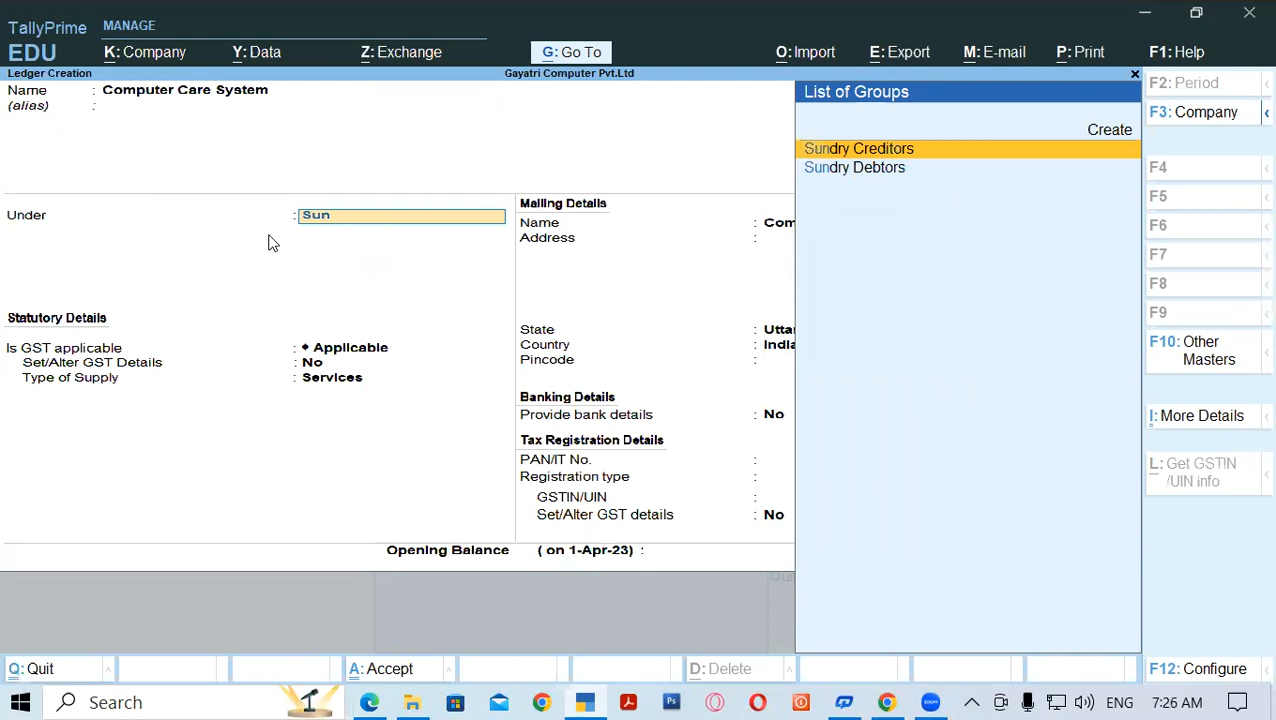 TallyPrime MANAGE
EDU K: Company Y: Data Z: Exchange G: Go To O: Import E: Export M: E-mail P: Print F1: Help
Ledger Creation Gayatri Computer Pvt.Ltd
Name : Computer Care System
(alias) :
Under : Sun
Statutory Details
Is GST applicable : ♦ Applicable
Set/Alter GST Details : No
Type of Supply : Services
Mailing Details
Name : Com
Address :
State : Uttar
Country : India
Pincode :
Banking Details
Provide bank details : No
Tax Registration Details
PAN/IT No. :
Registration type :
GSTIN/UIN :
Set/Alter GST details : No
Opening Balance ( on 1-Apr-23) :
List of Groups
Create
Sundry Creditors
Sundry Debtors
F2: Period
F3: Company
F4
F5
F6
F7
F8
F9
F10: Other
Masters
I: More Details
L: Get GSTIN
/UIN info
Q: Quit A: Accept D: Delete F12: Configure
Search ENG 7:26 AM